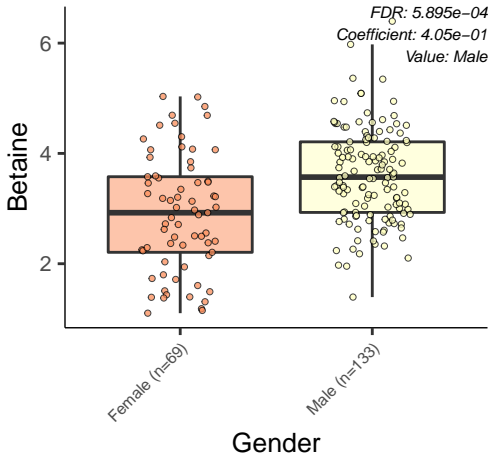 FDR: 5.895e−04
Coefficient: 4.05e−01
Value: Male
6
4
2
Betaine
Female (n=69)
Male (n=133)
Gender